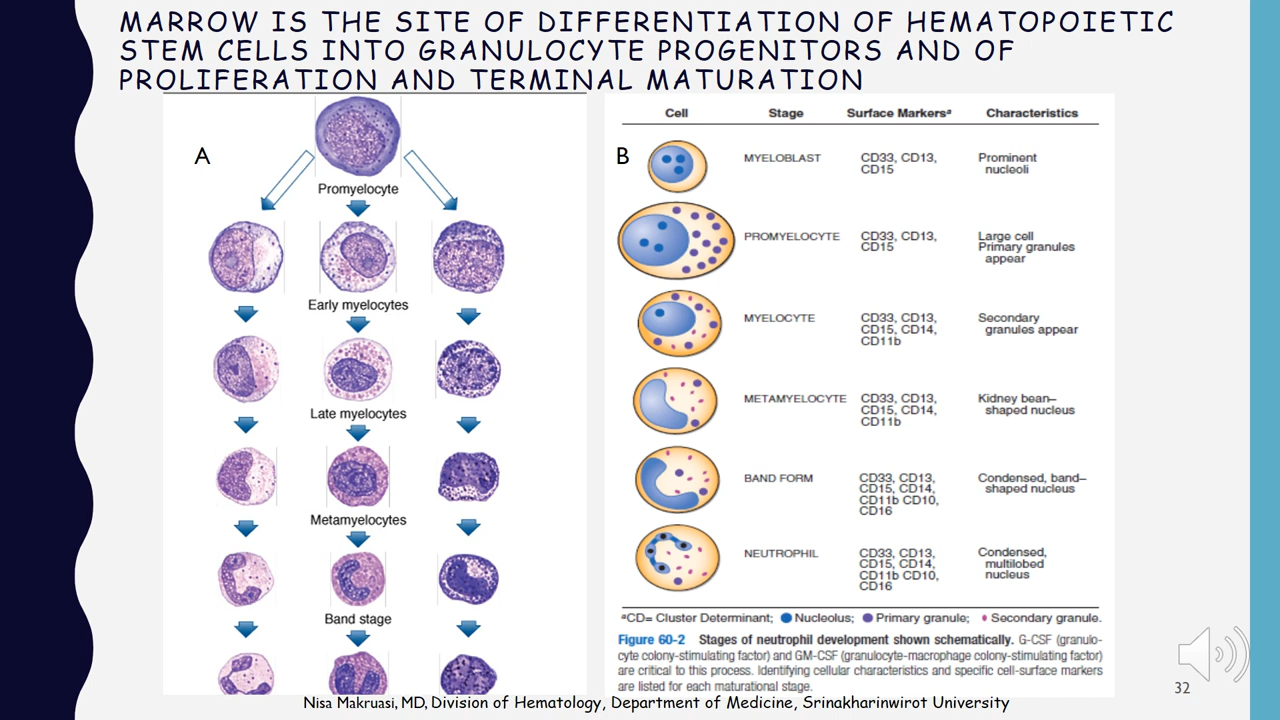 MARROW IS THE SITE OF DIFFERENTIATION OF HEMATOPOIETIC
STEM CELLS INTO GRANULOCYTE PROGENITORS AND OF
PROLIFERATION AND TERMINAL MATURATION
A
Promyelocyte
Early myelocytes
Late myelocytes
Metamyelocytes
Band stage
B
Cell Stage Surface Markersᵃ Characteristics
MYELOBLAST CD33, CD13, Prominent
CD15 nucleoli
PROMYELOCYTE CD33, CD13, Large cell
CD15 Primary granules
appear
MYELOCYTE CD33, CD13, Secondary
CD15, CD14, granules appear
CD11b
METAMYELOCYTE CD33, CD13, Kidney bean–
CD15, CD14, shaped nucleus
CD11b
BAND FORM CD33, CD13, Condensed, band–
CD15, CD14, shaped nucleus
CD11b CD10,
CD16
NEUTROPHIL CD33, CD13, Condensed,
CD15, CD14, multilobed
CD11b CD10, nucleus
CD16
ᵃCD= Cluster Determinant; Nucleolus; Primary granule; Secondary granule.
Figure 60-2 Stages of neutrophil development shown schematically. G-CSF (granulo-
cyte colony-stimulating factor) and GM-CSF (granulocyte-macrophage colony-stimulating factor)
are critical to this process. Identifying cellular characteristics and specific cell-surface markers
are listed for each maturational stage.
Nisa Makruasi, MD, Division of Hematology, Department of Medicine, Srinakharinwirot University
32